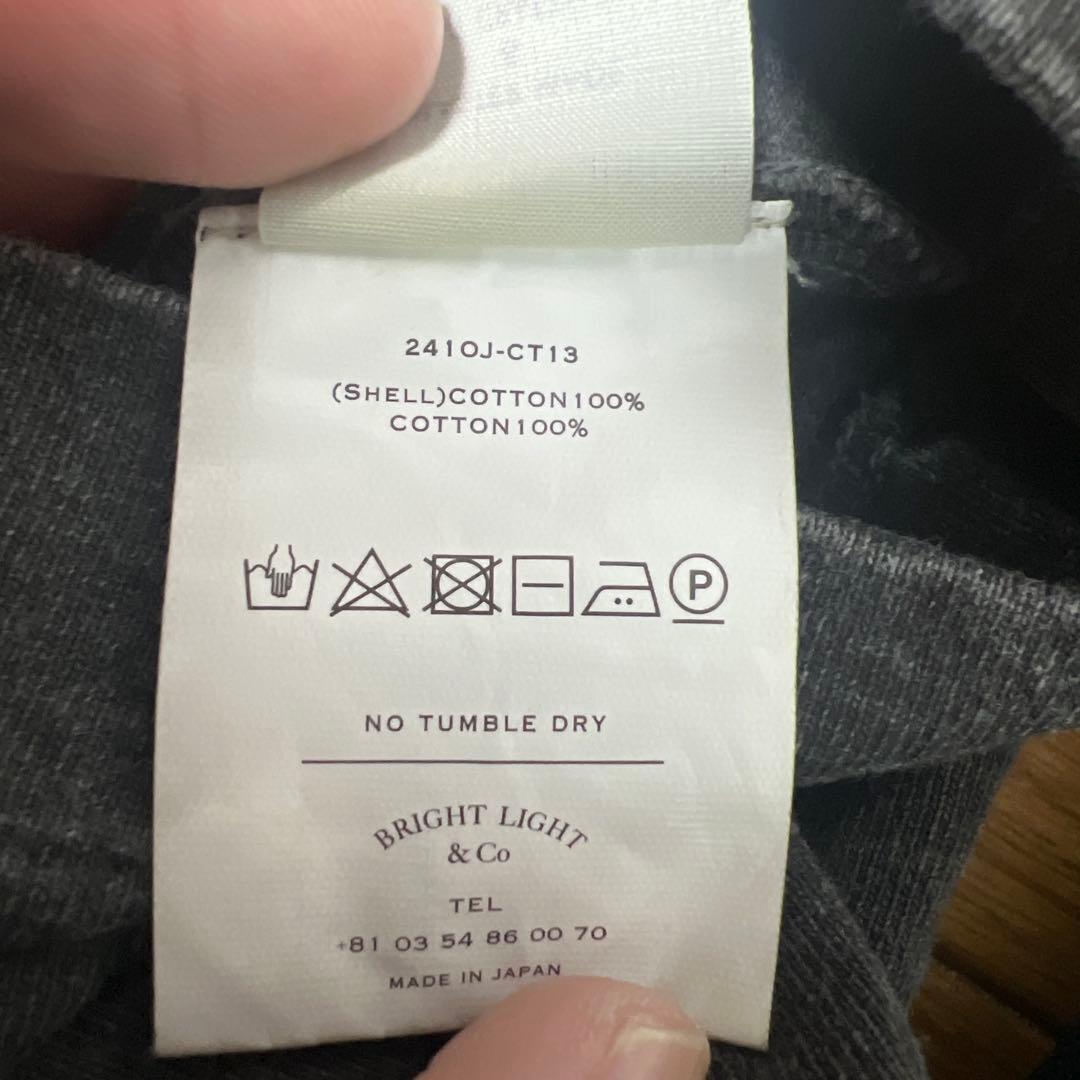 2410J-CT13
(SHELL)COTTON100%
COTTON100%
P
NO TUMBLE DRY
BRIGHT LIGHT
& Co
TEL
+81 03 54 86 00 70
MADE IN JAPAN